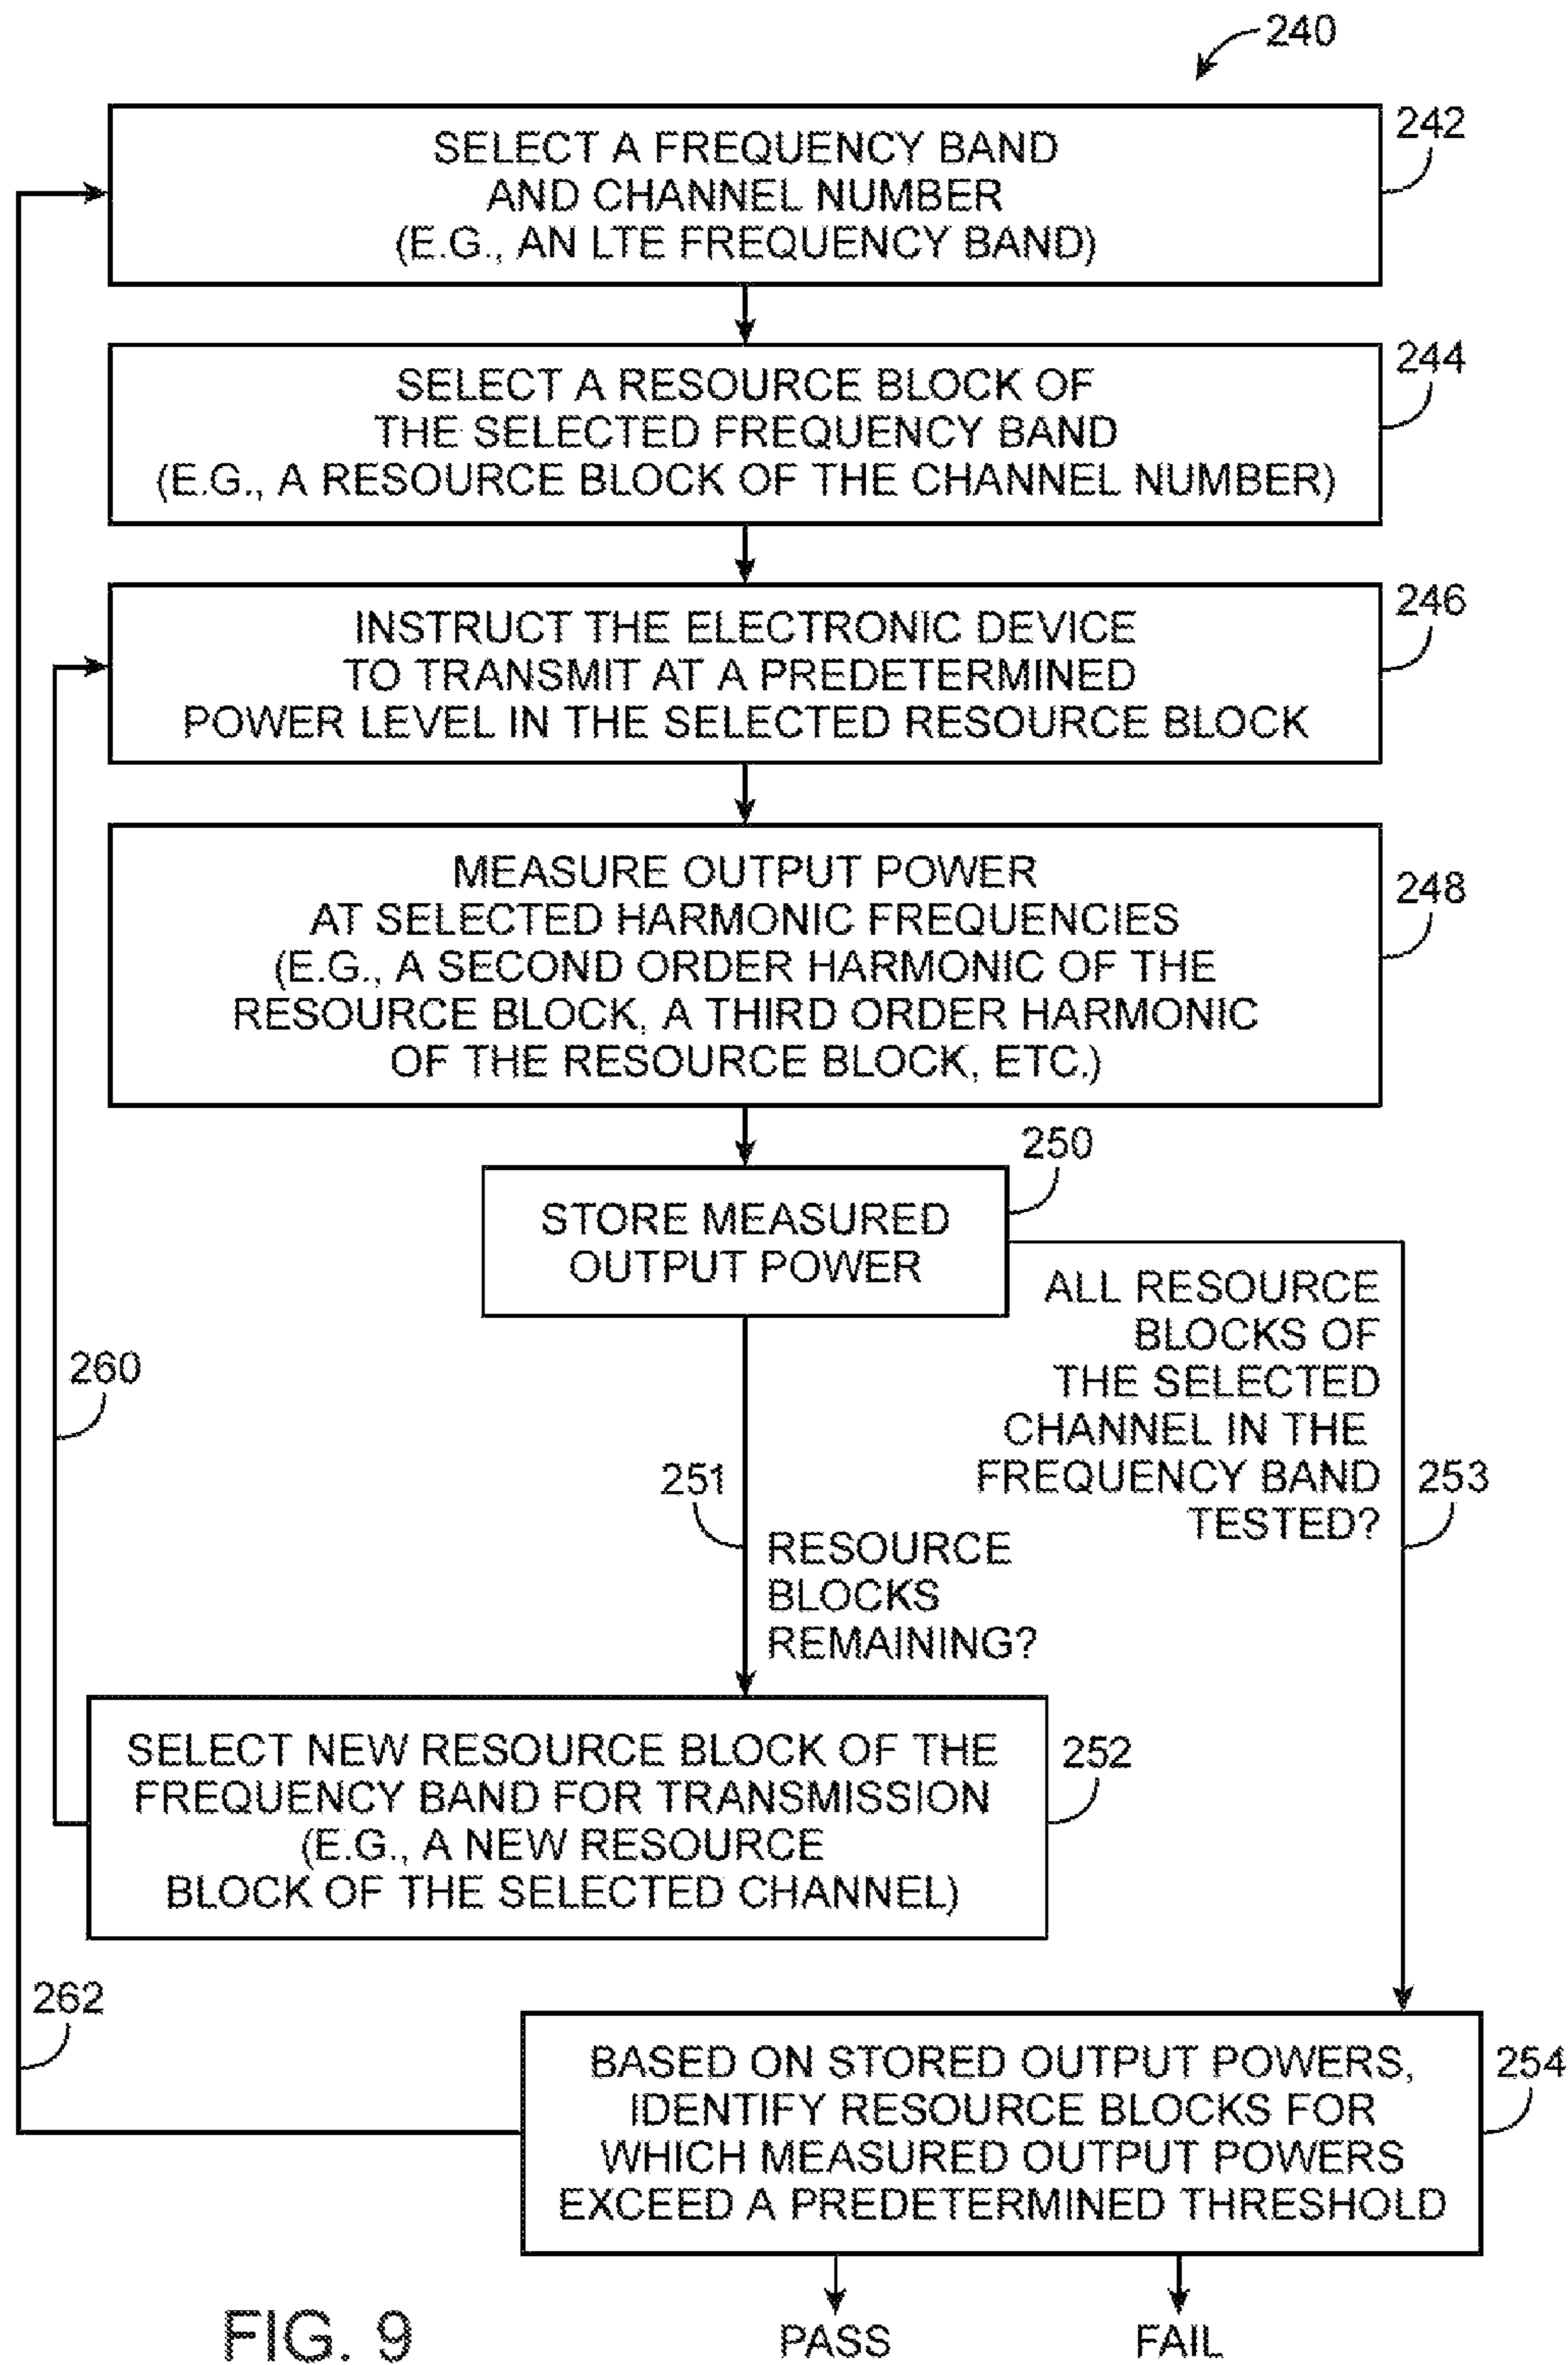 240
SELECT A FREQUENCY BAND
AND CHANNEL NUMBER
(E.G., AN LTE FREQUENCY BAND)
242
SELECT A RESOURCE BLOCK OF
THE SELECTED FREQUENCY BAND
(E.G., A RESOURCE BLOCK OF THE CHANNEL NUMBER)
244
INSTRUCT THE ELECTRONIC DEVICE
TO TRANSMIT AT A PREDETERMINED
POWER LEVEL IN THE SELECTED RESOURCE BLOCK
246
MEASURE OUTPUT POWER
AT SELECTED HARMONIC FREQUENCIES
(E.G., A SECOND ORDER HARMONIC OF THE
RESOURCE BLOCK, A THIRD ORDER HARMONIC
OF THE RESOURCE BLOCK, ETC.)
248
STORE MEASURED
OUTPUT POWER
250
ALL RESOURCE
BLOCKS OF
THE SELECTED
CHANNEL IN THE
FREQUENCY BAND
TESTED?
253
260
251
RESOURCE
BLOCKS
REMAINING?
SELECT NEW RESOURCE BLOCK OF THE
FREQUENCY BAND FOR TRANSMISSION
(E.G., A NEW RESOURCE
BLOCK OF THE SELECTED CHANNEL)
252
262
BASED ON STORED OUTPUT POWERS,
IDENTIFY RESOURCE BLOCKS FOR
WHICH MEASURED OUTPUT POWERS
EXCEED A PREDETERMINED THRESHOLD
254
PASS
FAIL
FIG. 9